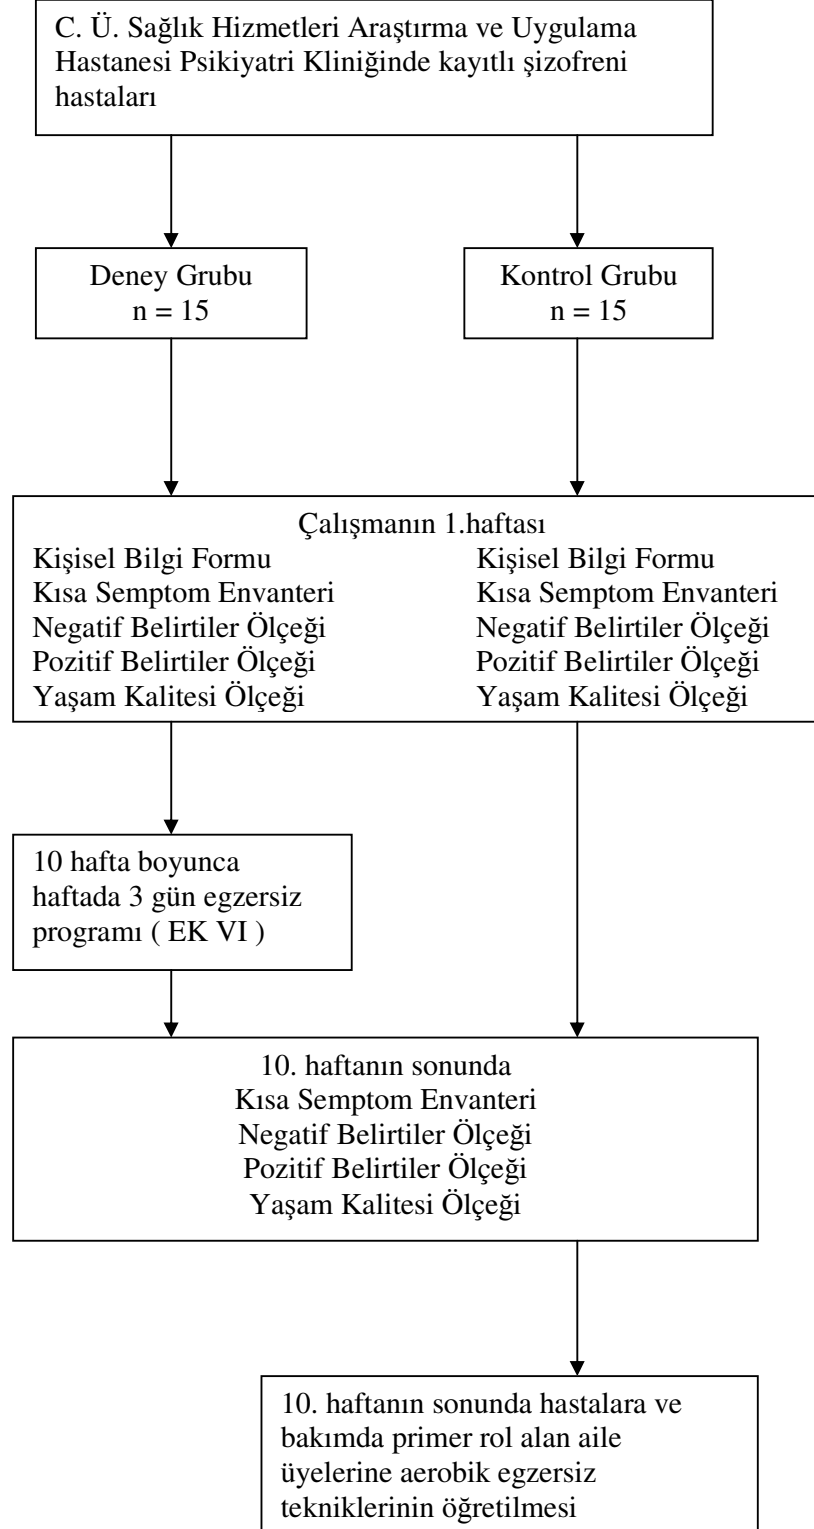 C. Ü. Sağlık Hizmetleri Araştırma ve Uygulama
Hastanesi Psikiyatri Kliniğinde kayıtlı şizofreni
hastaları
Deney Grubu
n = 15
Kontrol Grubu
n = 15
Çalışmanın 1.haftası
Kişisel Bilgi Formu
Kısa Semptom Envanteri
Negatif Belirtiler Ölçeği
Pozitif Belirtiler Ölçeği
Yaşam Kalitesi Ölçeği
Kişisel Bilgi Formu
Kısa Semptom Envanteri
Negatif Belirtiler Ölçeği
Pozitif Belirtiler Ölçeği
Yaşam Kalitesi Ölçeği
10 hafta boyunca
haftada 3 gün egzersiz
programı ( EK VI )
10. haftanın sonunda
Kısa Semptom Envanteri
Negatif Belirtiler Ölçeği
Pozitif Belirtiler Ölçeği
Yaşam Kalitesi Ölçeği
10. haftanın sonunda hastalara ve
bakımda primer rol alan aile
üyelerine aerobik egzersiz
tekniklerinin öğretilmesi